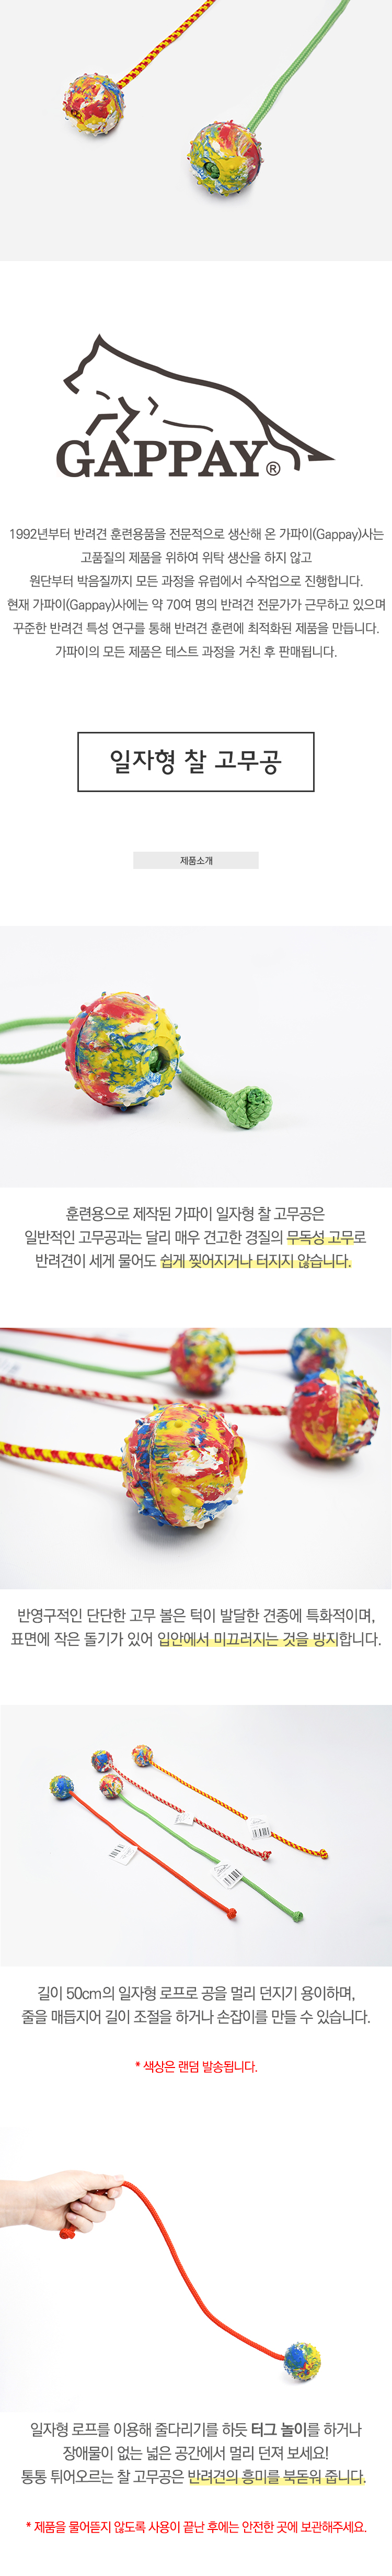 GAPPAY®
1992년부터 반려견 훈련용품을 전문적으로 생산해 온 가파이(Gappay)사는
고품질의 제품을 위하여 위탁 생산을 하지 않고
원단부터 박음질까지 모든 과정을 유럽에서 수작업으로 진행합니다.
현재 가파이(Gappay)사에는 약 70여 명의 반려견 전문가가 근무하고 있으며
꾸준한 반려견 특성 연구를 통해 반려견 훈련에 최적화된 제품을 만듭니다.
가파이의 모든 제품은 테스트 과정을 거친 후 판매됩니다.
일자형 찰 고무공
제품소개
훈련용으로 제작된 가파이 일자형 찰 고무공은
일반적인 고무공과는 달리 매우 견고한 경질의 무독성 고무로
반려견이 세게 물어도 쉽게 찢어지거나 터지지 않습니다.
반영구적인 단단한 고무 볼은 턱이 발달한 견종에 특화적이며,
표면에 작은 돌기가 있어 입안에서 미끄러지는 것을 방지합니다.
길이 50cm의 일자형 로프로 공을 멀리 던지기 용이하며,
줄을 매듭지어 길이 조절을 하거나 손잡이를 만들 수 있습니다.
* 색상은 랜덤 발송됩니다.
일자형 로프를 이용해 줄다리기를 하듯 터그 놀이를 하거나
장애물이 없는 넓은 공간에서 멀리 던져 보세요!
통통 튀어오르는 찰 고무공은 반려견의 흥미를 북돋워 줍니다.
* 제품을 물어뜯지 않도록 사용이 끝난 후에는 안전한 곳에 보관해주세요.